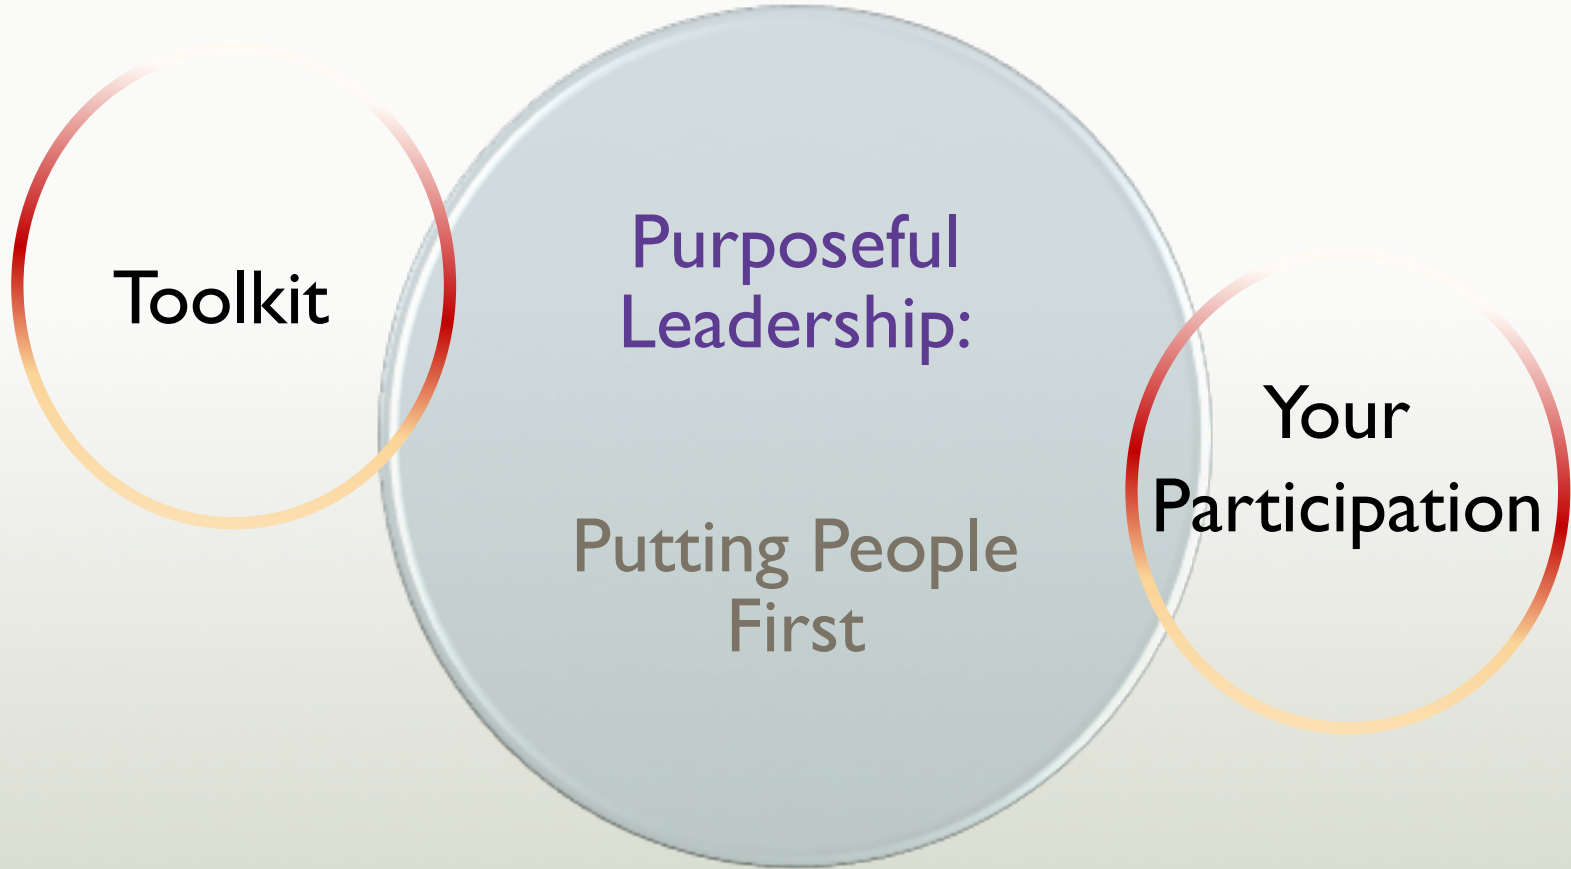 Toolkit
Purposeful
Leadership:
Putting People
First
Your
Participation